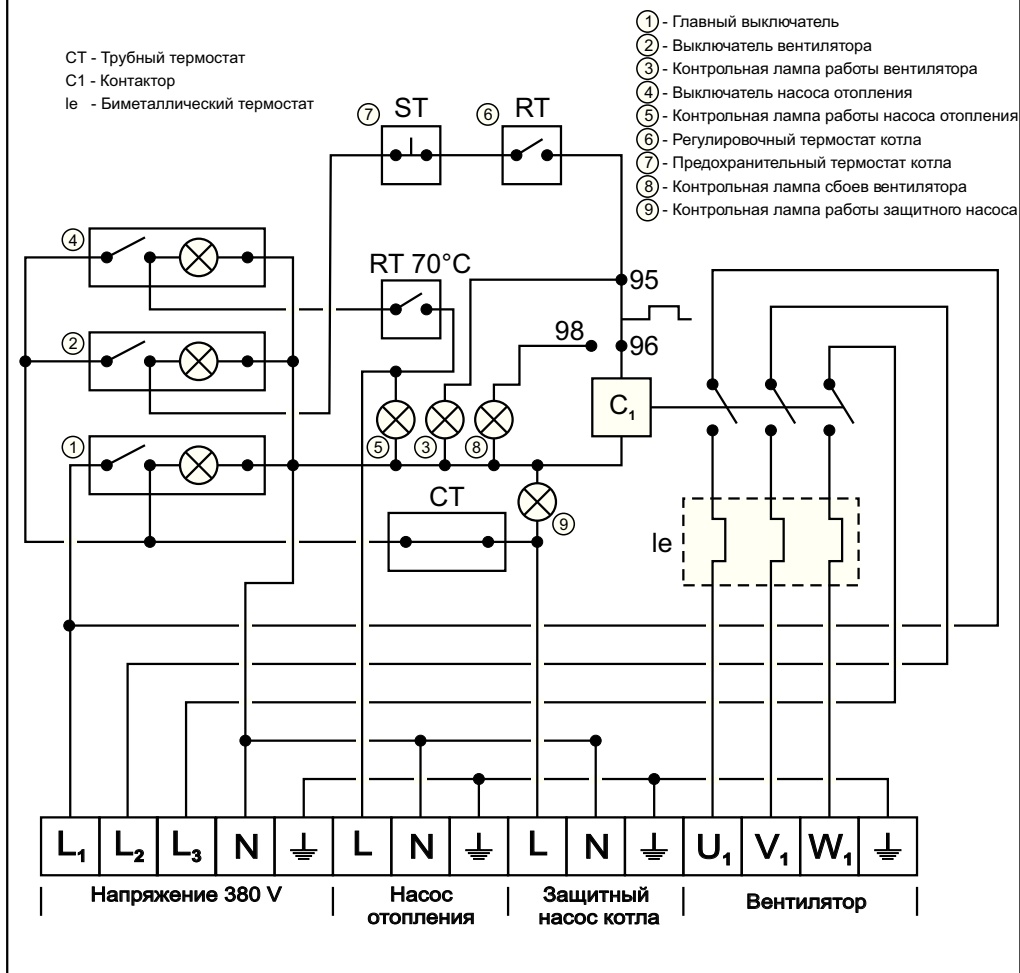 СТ - Трубный термостат
С1 - Контактор
Ie - Биметаллический термостат
1 - Главный выключатель
2 - Выключатель вентилятора
3 - Контрольная лампа работы вентилятора
4 - Выключатель насоса отопления
5 - Контрольная лампа работы насоса отопления
6 - Регулировочный термостат котла
7 - Предохранительный термостат котла
8 - Контрольная лампа сбоев вентилятора
9 - Контрольная лампа работы защитного насоса
7 ST 6 RT
4
RT 70°C
95
2
98 96
C₁
5 3 8
1
CT
9
Ie
L₁ L₂ L₃ N L N L N U₁ V₁ W₁
Напряжение 380 V
Насос
отопления
Защитный
насос котла
Вентилятор